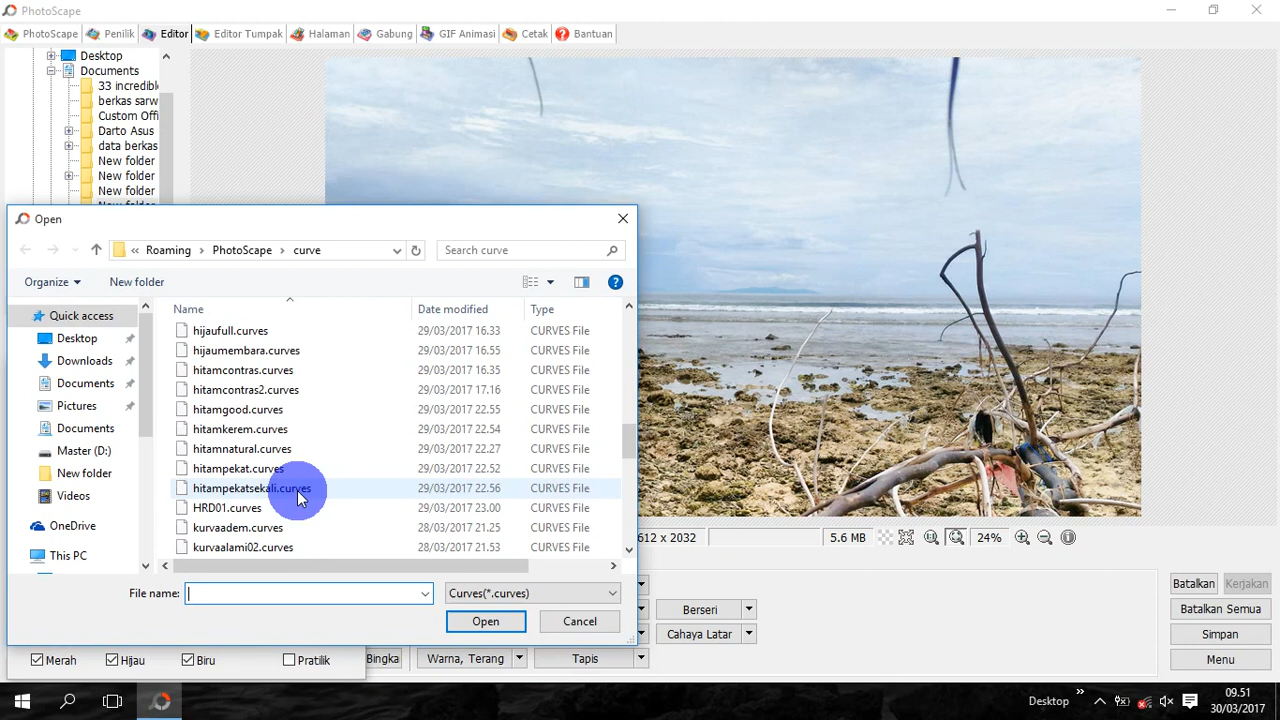 PhotoScape
PhotoScape Penilik Editor Editor Tumpak Halaman Gabung GIF Animasi Cetak Bantuan
Desktop
Documents
33 incredibl
berkas sarw
Custom Offi
Darto Asus
data berkas
New folder
New folder
New folder
New folder
Open
« Roaming PhotoScape curve
Search curve
Organize
New folder
Quick access
Desktop
Downloads
Documents
Pictures
Documents
Master (D:)
New folder
Videos
OneDrive
This PC
Name Date modified Type
hijaufull.curves 29/03/2017 16.33 CURVES File
hijaumembara.curves 29/03/2017 16.55 CURVES File
hitamcontras.curves 29/03/2017 16.35 CURVES File
hitamcontras2.curves 29/03/2017 17.16 CURVES File
hitamgood.curves 29/03/2017 22.55 CURVES File
hitamkerem.curves 29/03/2017 22.54 CURVES File
hitamnatural.curves 29/03/2017 22.27 CURVES File
hitampekat.curves 29/03/2017 22.52 CURVES File
hitampekatsekali.curves 29/03/2017 22.56 CURVES File
HRD01.curves 29/03/2017 23.00 CURVES File
kurvaadem.curves 28/03/2017 21.25 CURVES File
kurvaalami02.curves 28/03/2017 21.53 CURVES File
File name:
Curves(*.curves)
Open Cancel
612 x 2032 5.6 MB 24%
Merah Hijau Biru Pratilik
Bingka Warna, Terang Tapis
Berseri
Cahaya Latar
Batalkan Kerjakan
Batalkan Semua
Simpan
Menu
Desktop
09.51
30/03/2017